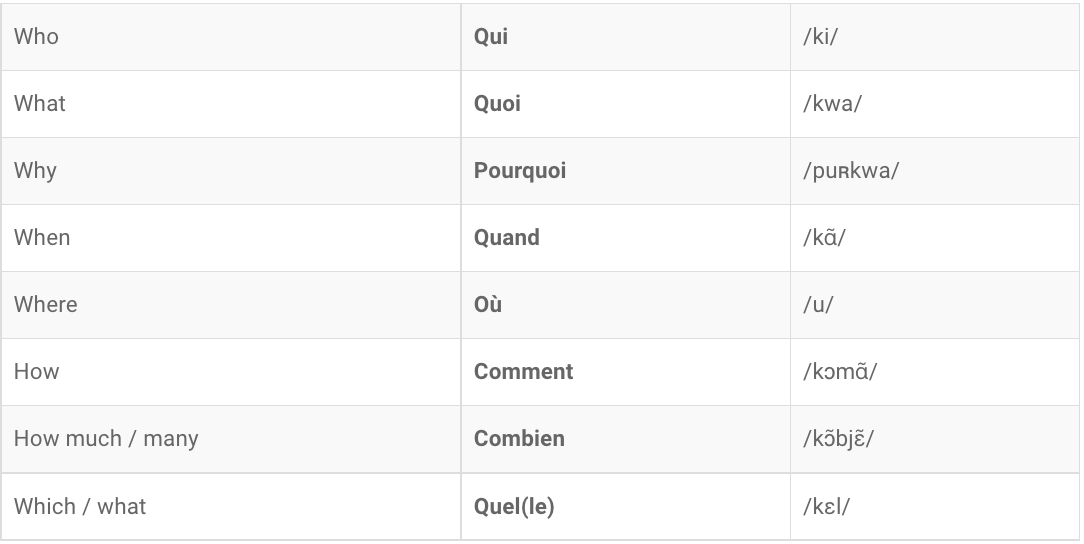 Who Qui /ki/
What Quoi /kwa/
Why Pourquoi /puʀkwa/
When Quand /kɑ̃/
Where Où /u/
How Comment /kɔmɑ̃/
How much / many Combien /kɔ̃bjɛ̃/
Which / what Quel(le) /kɛl/